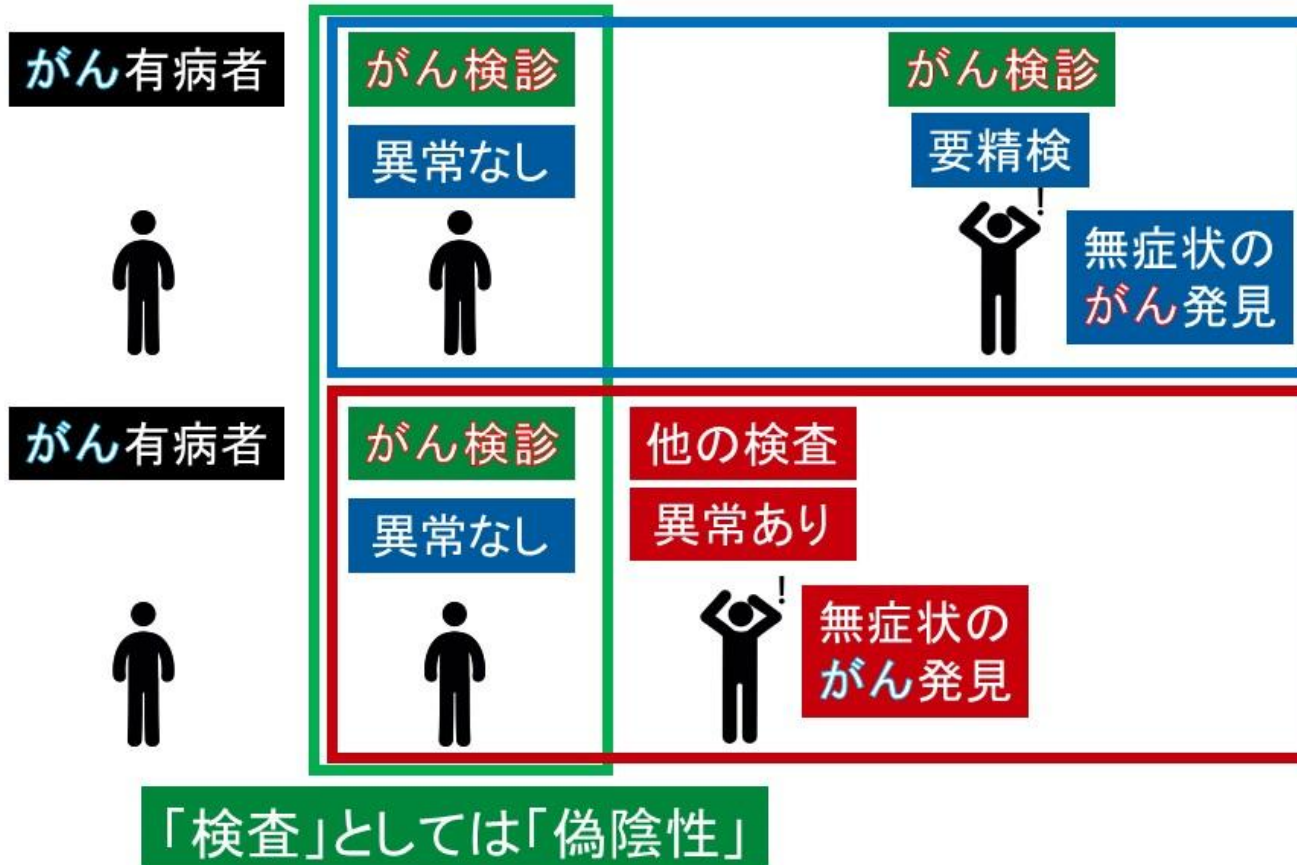 がん有病者
がん検診
異常なし
がん検診
要精検
!
無症状の
がん発見
がん有病者
がん検診
異常なし
他の検査
異常あり
!
無症状の
がん発見
「検査」としては「偽陰性」